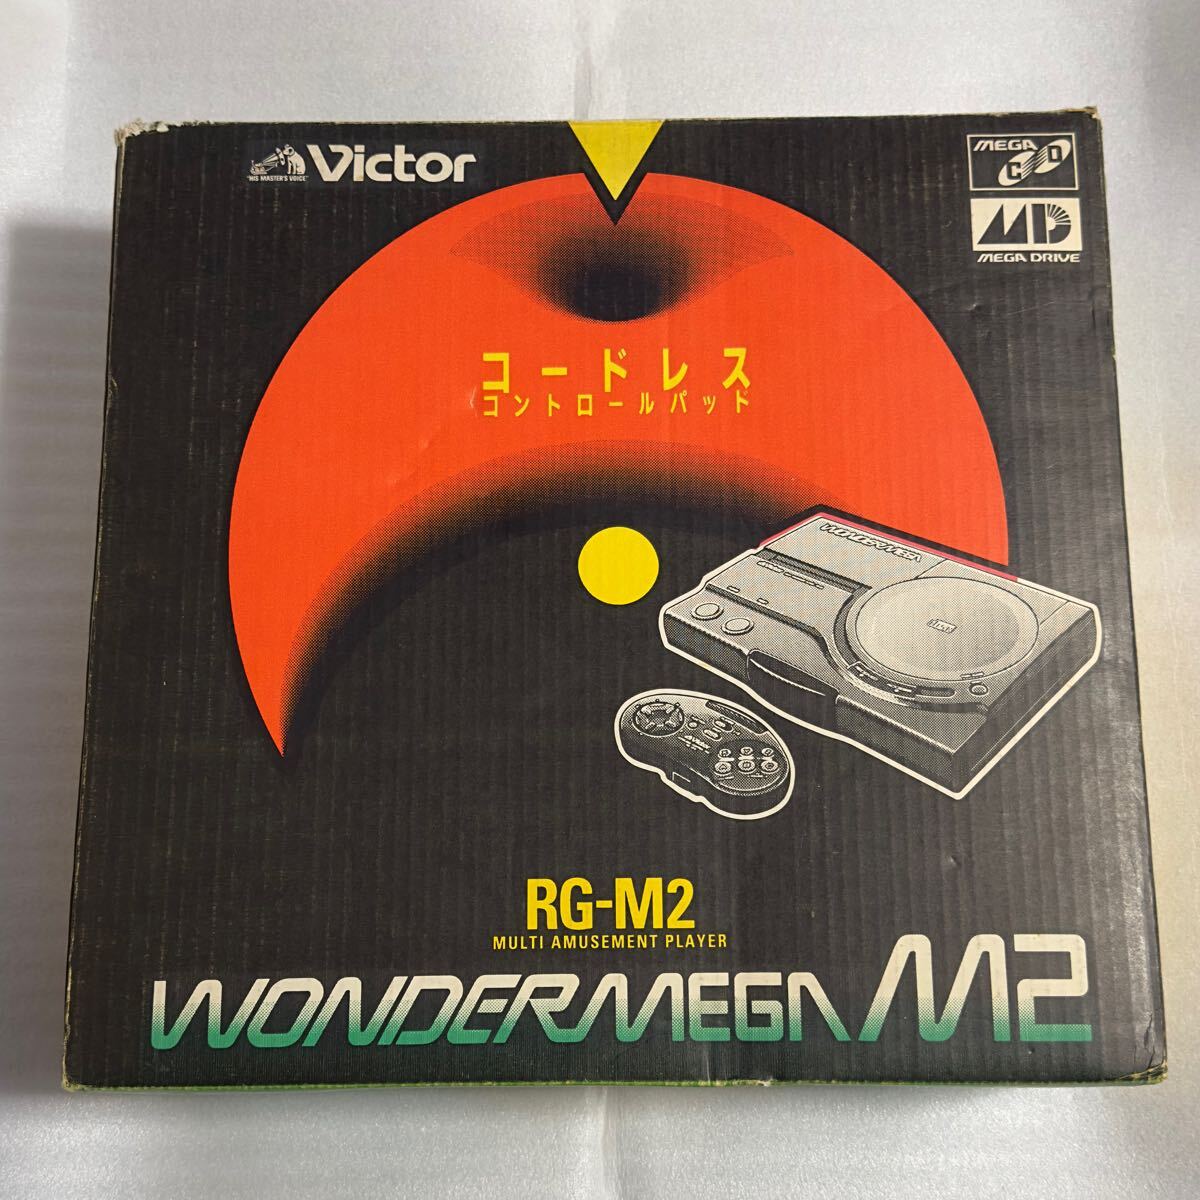 "HIS MASTER'S VOICE"
Victor
MEGA CD
MD
MEGA DRIVE
コードレス
コントロールパッド
WONDERMEGA
RG-M2
MULTI AMUSEMENT PLAYER
WONDERMEGA M2